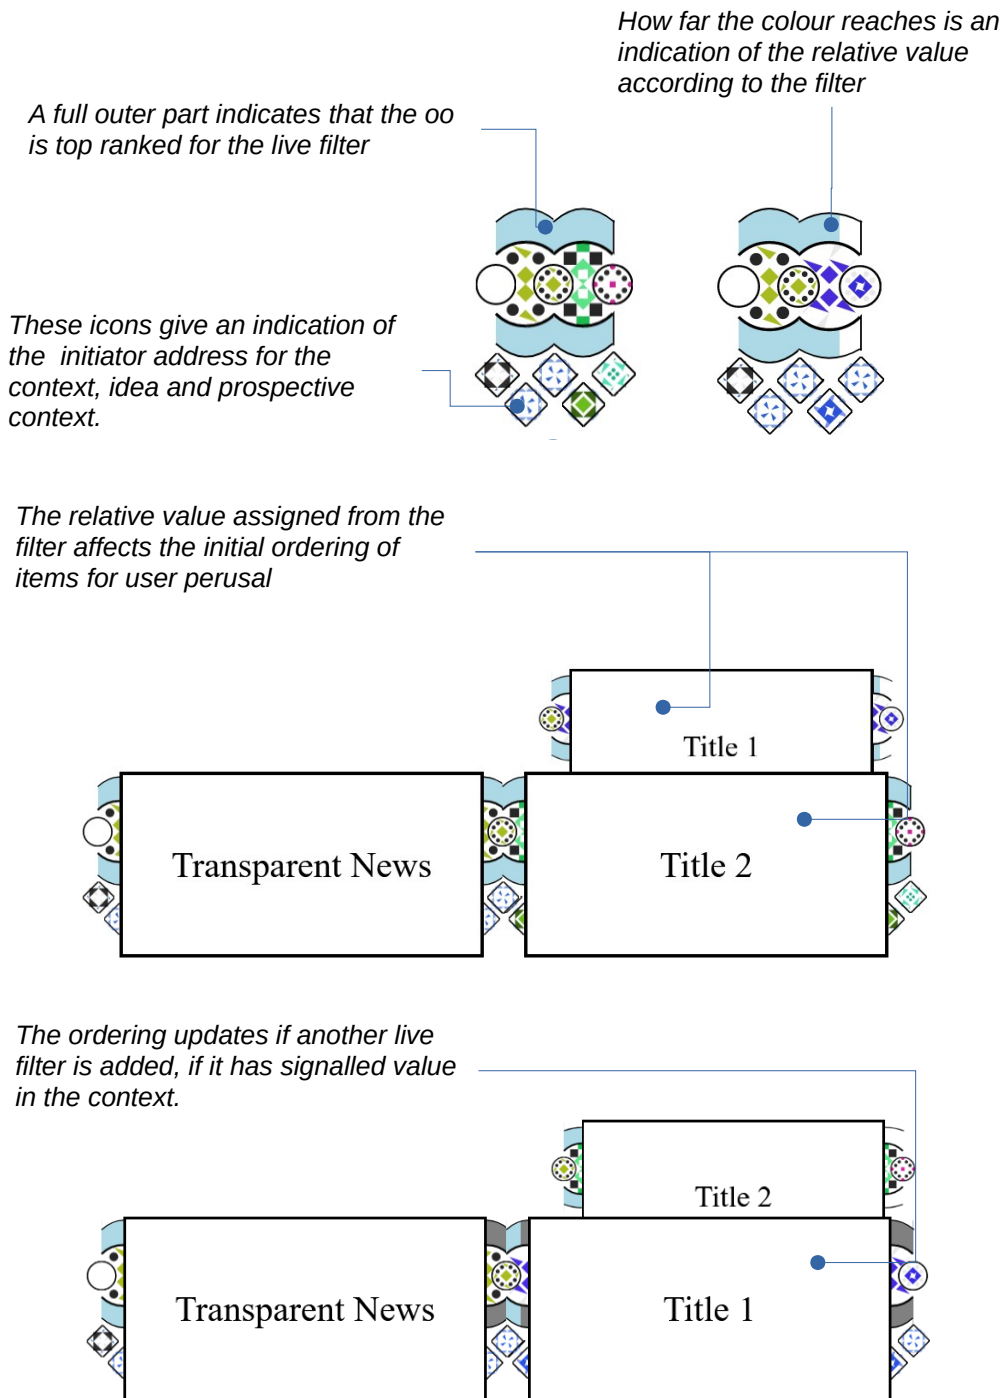 How far the colour reaches is an
indication of the relative value
according to the filter
A full outer part indicates that the oo
is top ranked for the live filter
These icons give an indication of
the initiator address for the
context, idea and prospective
context.
The relative value assigned from the
filter affects the initial ordering of
items for user perusal
Title 1
Transparent News
Title 2
The ordering updates if another live
filter is added, if it has signalled value
in the context.
Title 2
Transparent News
Title 1